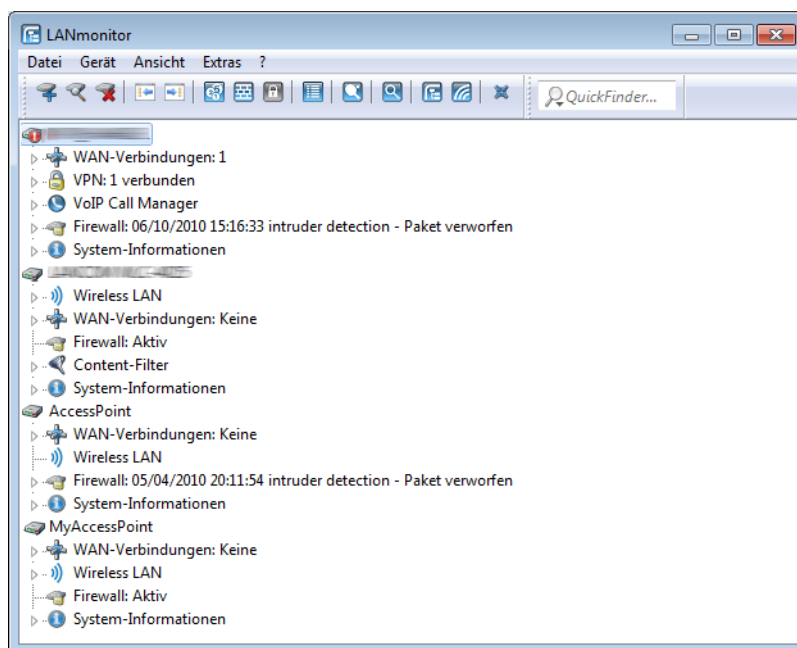 LANmonitor
Datei Gerät Ansicht Extras ?
QuickFinder...
WAN-Verbindungen: 1
VPN: 1 verbunden
VoIP Call Manager
Firewall: 06/10/2010 15:16:33 intruder detection - Paket verworfen
System-Informationen
Wireless LAN
WAN-Verbindungen: Keine
Firewall: Aktiv
Content-Filter
System-Informationen
AccessPoint
WAN-Verbindungen: Keine
Wireless LAN
Firewall: 05/04/2010 20:11:54 intruder detection - Paket verworfen
System-Informationen
MyAccessPoint
WAN-Verbindungen: Keine
Wireless LAN
Firewall: Aktiv
System-Informationen